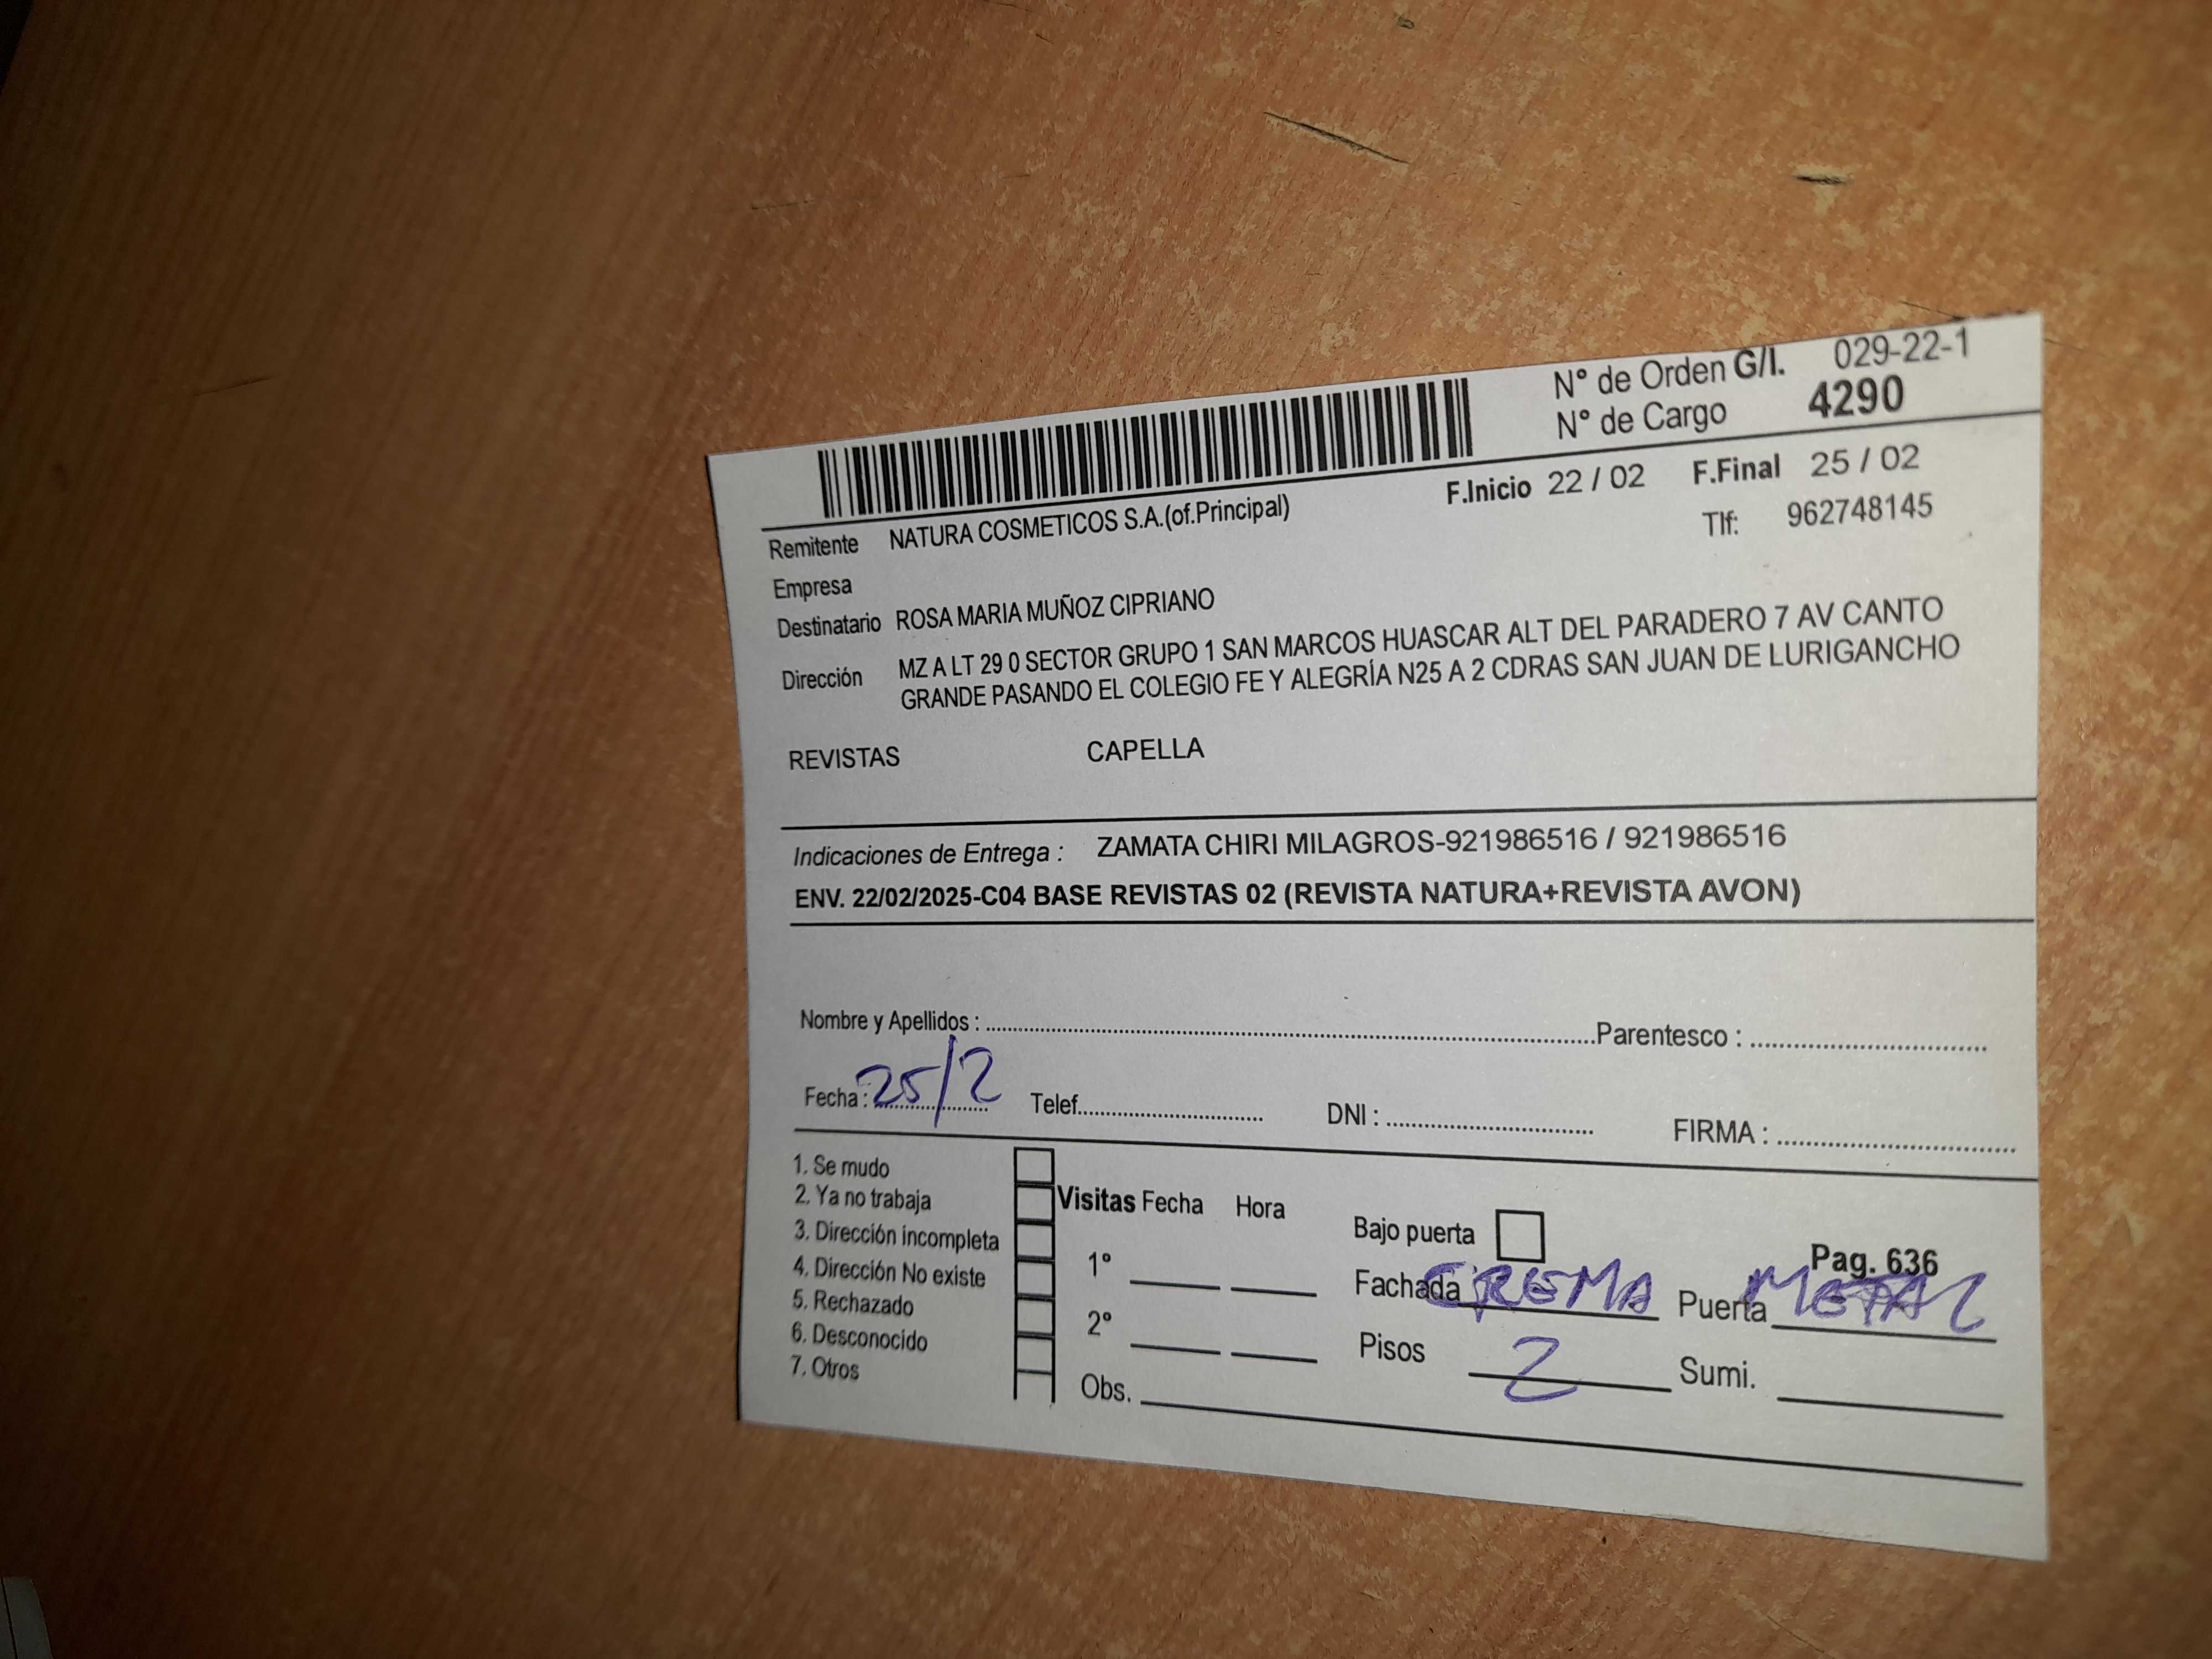 N° de Orden G/I. 029-22-1
N° de Cargo 4290
F.Inicio 22 / 02 F.Final 25 / 02
Remitente NATURA COSMETICOS S.A.(of.Principal) Tlf: 962748145
Empresa
Destinatario ROSA MARIA MUÑOZ CIPRIANO
Dirección MZ A LT 29 0 SECTOR GRUPO 1 SAN MARCOS HUASCAR ALT DEL PARADERO 7 AV CANTO
GRANDE PASANDO EL COLEGIO FE Y ALEGRÍA N25 A 2 CDRAS SAN JUAN DE LURIGANCHO
REVISTAS CAPELLA
Indicaciones de Entrega : ZAMATA CHIRI MILAGROS-921986516 / 921986516
ENV. 22/02/2025-C04 BASE REVISTAS 02 (REVISTA NATURA+REVISTA AVON)
Nombre y Apellidos : Parentesco :
Fecha : 25/2 Telef. DNI : FIRMA :
1. Se mudo
2. Ya no trabaja
3. Dirección incompleta
4. Dirección No existe
5. Rechazado
6. Desconocido
7. Otros
Visitas Fecha Hora
1°
2°
Obs.
Bajo puerta
Pag. 636
Fachada CREMA Puerta METAL
Pisos 2 Sumi.